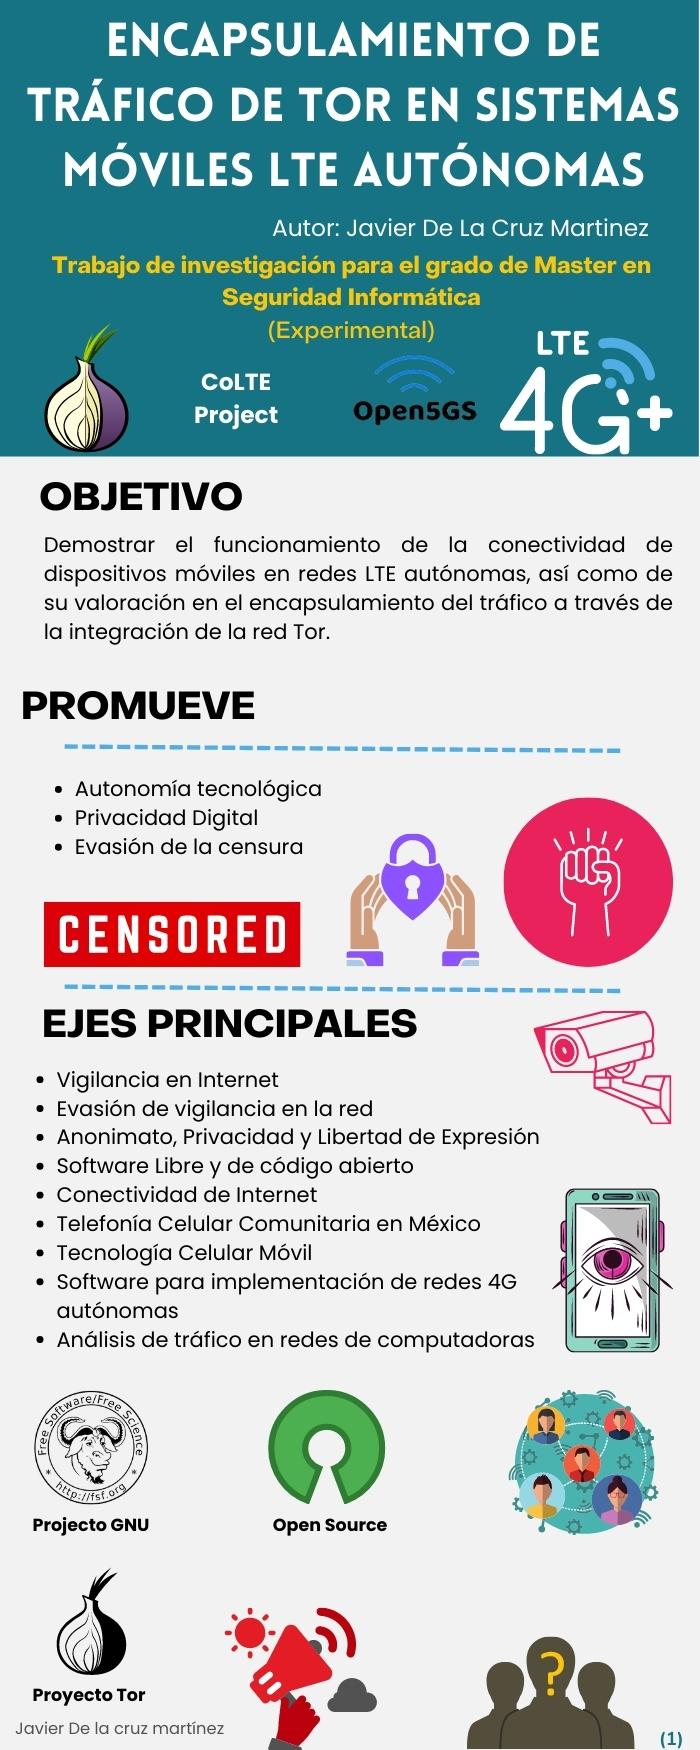 ENCAPSULAMIENTO DE
TRÁFICO DE TOR EN SISTEMAS
MÓVILES LTE AUTÓNOMAS
Autor: Javier De La Cruz Martinez
Trabajo de investigación para el grado de Master en
Seguridad Informática
(Experimental)
CoLTE
Project
Open5GS
LTE
4G+
OBJETIVO
Demostrar el funcionamiento de la conectividad de
dispositivos móviles en redes LTE autónomas, así como de
su valoración en el encapsulamiento del tráfico a través de
la integración de la red Tor.
PROMUEVE
• Autonomía tecnológica
• Privacidad Digital
• Evasión de la censura
CENSORED
EJES PRINCIPALES
• Vigilancia en Internet
• Evasión de vigilancia en la red
• Anonimato, Privacidad y Libertad de Expresión
• Software Libre y de código abierto
• Conectividad de Internet
• Telefonía Celular Comunitaria en México
• Tecnología Celular Móvil
• Software para implementación de redes 4G
autónomas
• Análisis de tráfico en redes de computadoras
Free Software/Free Science
* http://fsf.org *
Projecto GNU
Open Source
Proyecto Tor
?
Javier De la cruz martínez
(1)